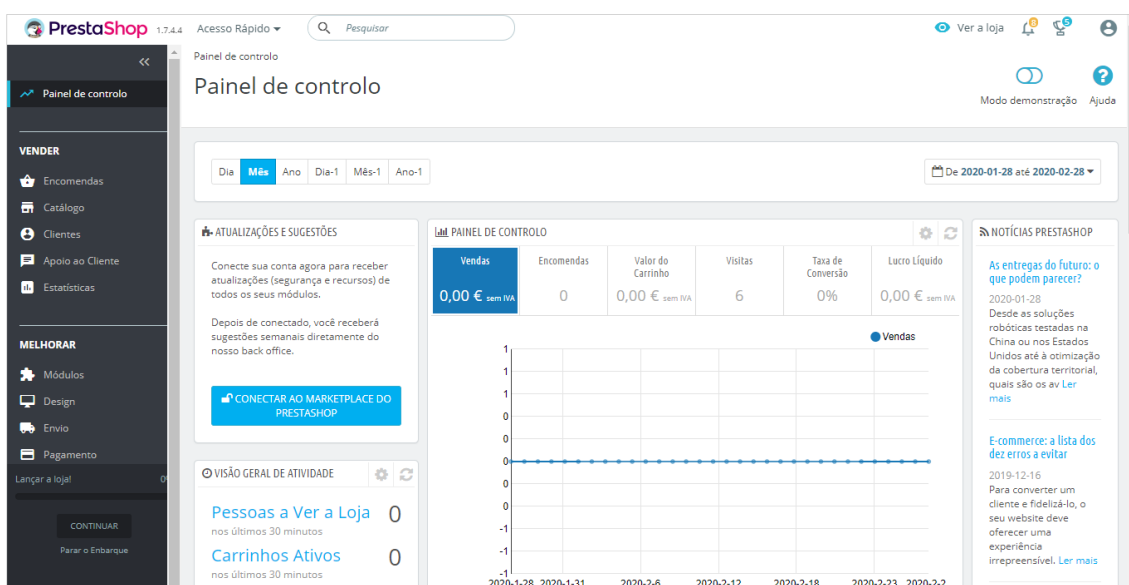 PrestaShop 1.7.4.4 Acesso Rápido Pesquisar Ver a loja 8 5
Painel de controlo
VENDER
Encomendas
Catálogo
Clientes
Apoio ao Cliente
Estatísticas
MELHORAR
Módulos
Design
Envio
Pagamento
Lançar a loja!
CONTINUAR
Parar o Embarque
Painel de controlo
Painel de controlo
Modo demonstração Ajuda
Dia Mês Ano Dia-1 Mês-1 Ano-1
De 2020-01-28 até 2020-02-28
ATUALIZAÇÕES E SUGESTÕES
Conecte sua conta agora para receber
atualizações (segurança e recursos) de
todos os seus módulos.
Depois de conectado, você receberá
sugestões semanais diretamente do
nosso back office.
CONECTAR AO MARKETPLACE DO
PRESTASHOP
VISÃO GERAL DE ATIVIDADE
Pessoas a Ver a Loja 0
nos últimos 30 minutos
Carrinhos Ativos 0
nos últimos 30 minutos
PAINEL DE CONTROLO
Vendas
0,00 € sem IVA
Encomendas
0
Valor do
Carrinho
0,00 € sem IVA
Visitas
6
Taxa de
Conversão
0%
Lucro Líquido
0,00 € sem IVA
Vendas
1
1
1
0
0
0
0
0
-1
-1
-1
2020-1-28 2020-1-31 2020-2-6 2020-2-12 2020-2-18 2020-2-23 2020-2-2
NOTÍCIAS PRESTASHOP
As entregas do futuro: o
que podem parecer?
2020-01-28
Desde as soluções
robóticas testadas na
China ou nos Estados
Unidos até à otimização
da cobertura territorial,
quais são os av Ler
mais
E-commerce: a lista dos
dez erros a evitar
2019-12-16
Para converter um
cliente e fidelizá-lo, o
seu website deve
oferecer uma
experiência
irrepreensível. Ler mais